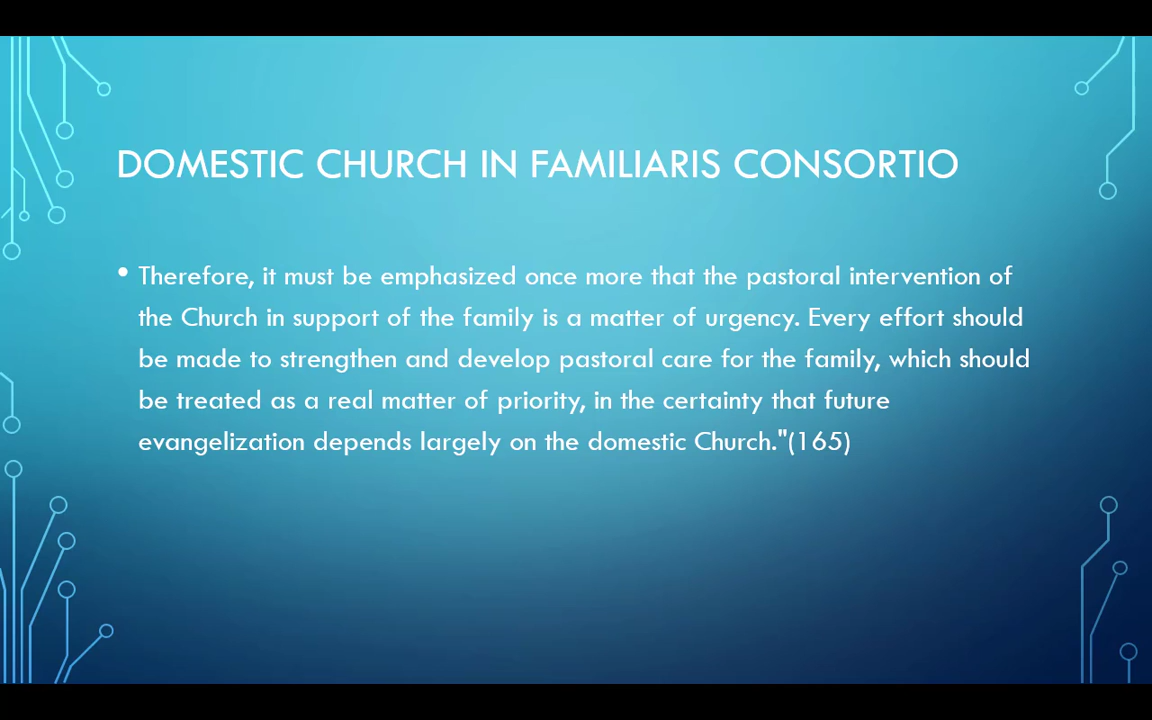 DOMESTIC CHURCH IN FAMILIARIS CONSORTIO
• Therefore, it must be emphasized once more that the pastoral intervention of
the Church in support of the family is a matter of urgency. Every effort should
be made to strengthen and develop pastoral care for the family, which should
be treated as a real matter of priority, in the certainty that future
evangelization depends largely on the domestic Church."(165)